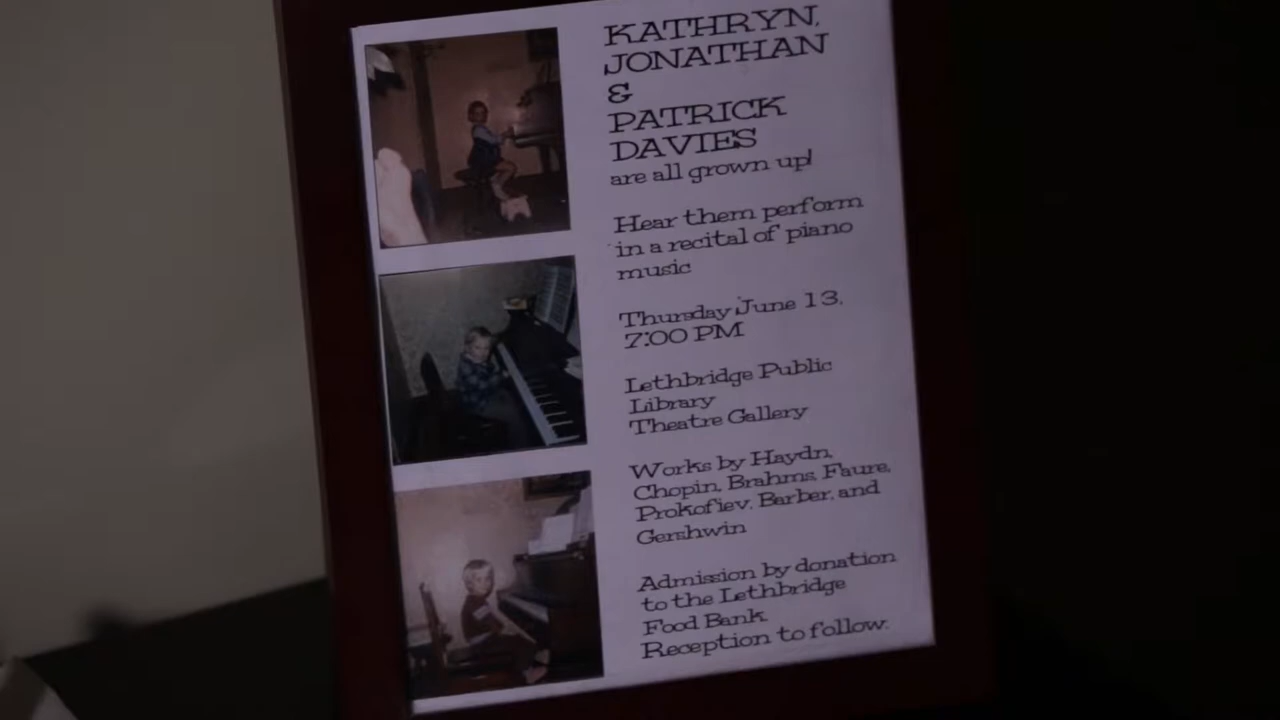 KATHRYN,
JONATHAN
&
PATRICK
DAVIES
are all grown up!
Hear them perform
in a recital of piano
music
Thursday June 13,
7:00 PM
Lethbridge Public
Library
Theatre Gallery
Works by Haydn,
Chopin, Brahms, Faure,
Prokofiev, Barber, and
Gershwin
Admission by donation
to the Lethbridge
Food Bank.
Reception to follow.